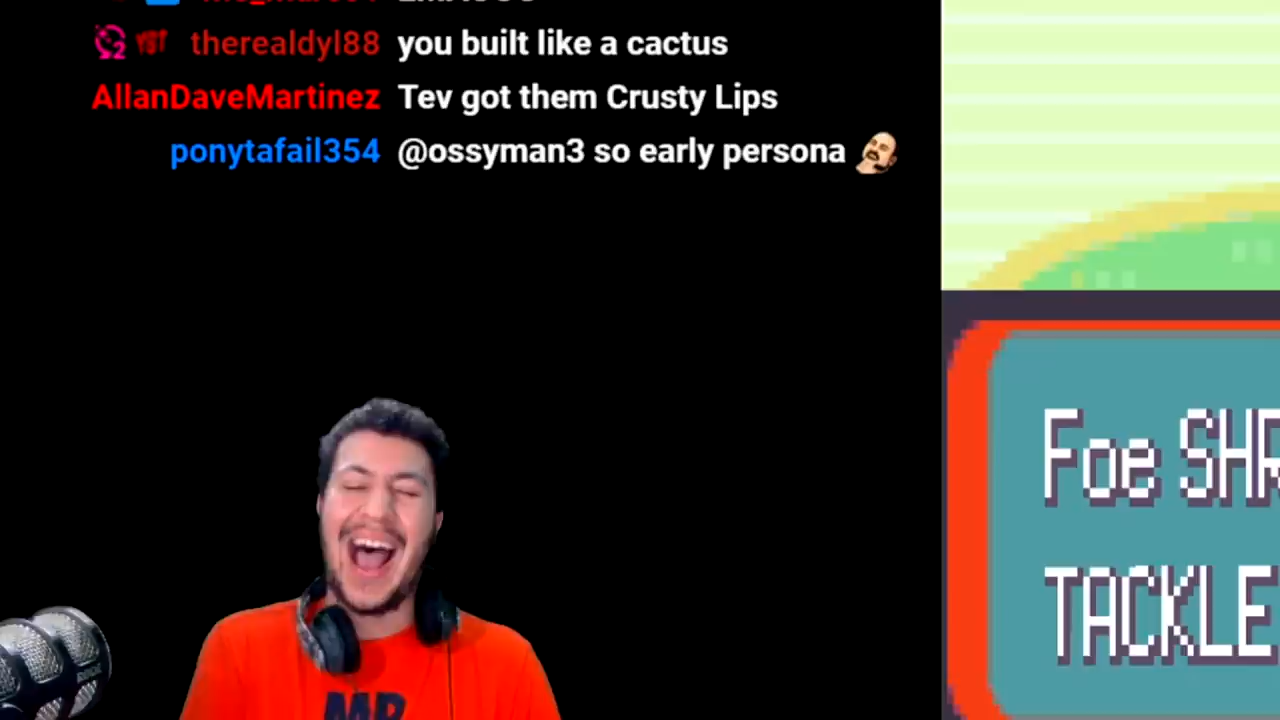 therealdyl88 you built like a cactus
AllanDaveMartinez Tev got them Crusty Lips
ponytafail354 @ossyman3 so early persona
Foe SHR
TACKLE
MR